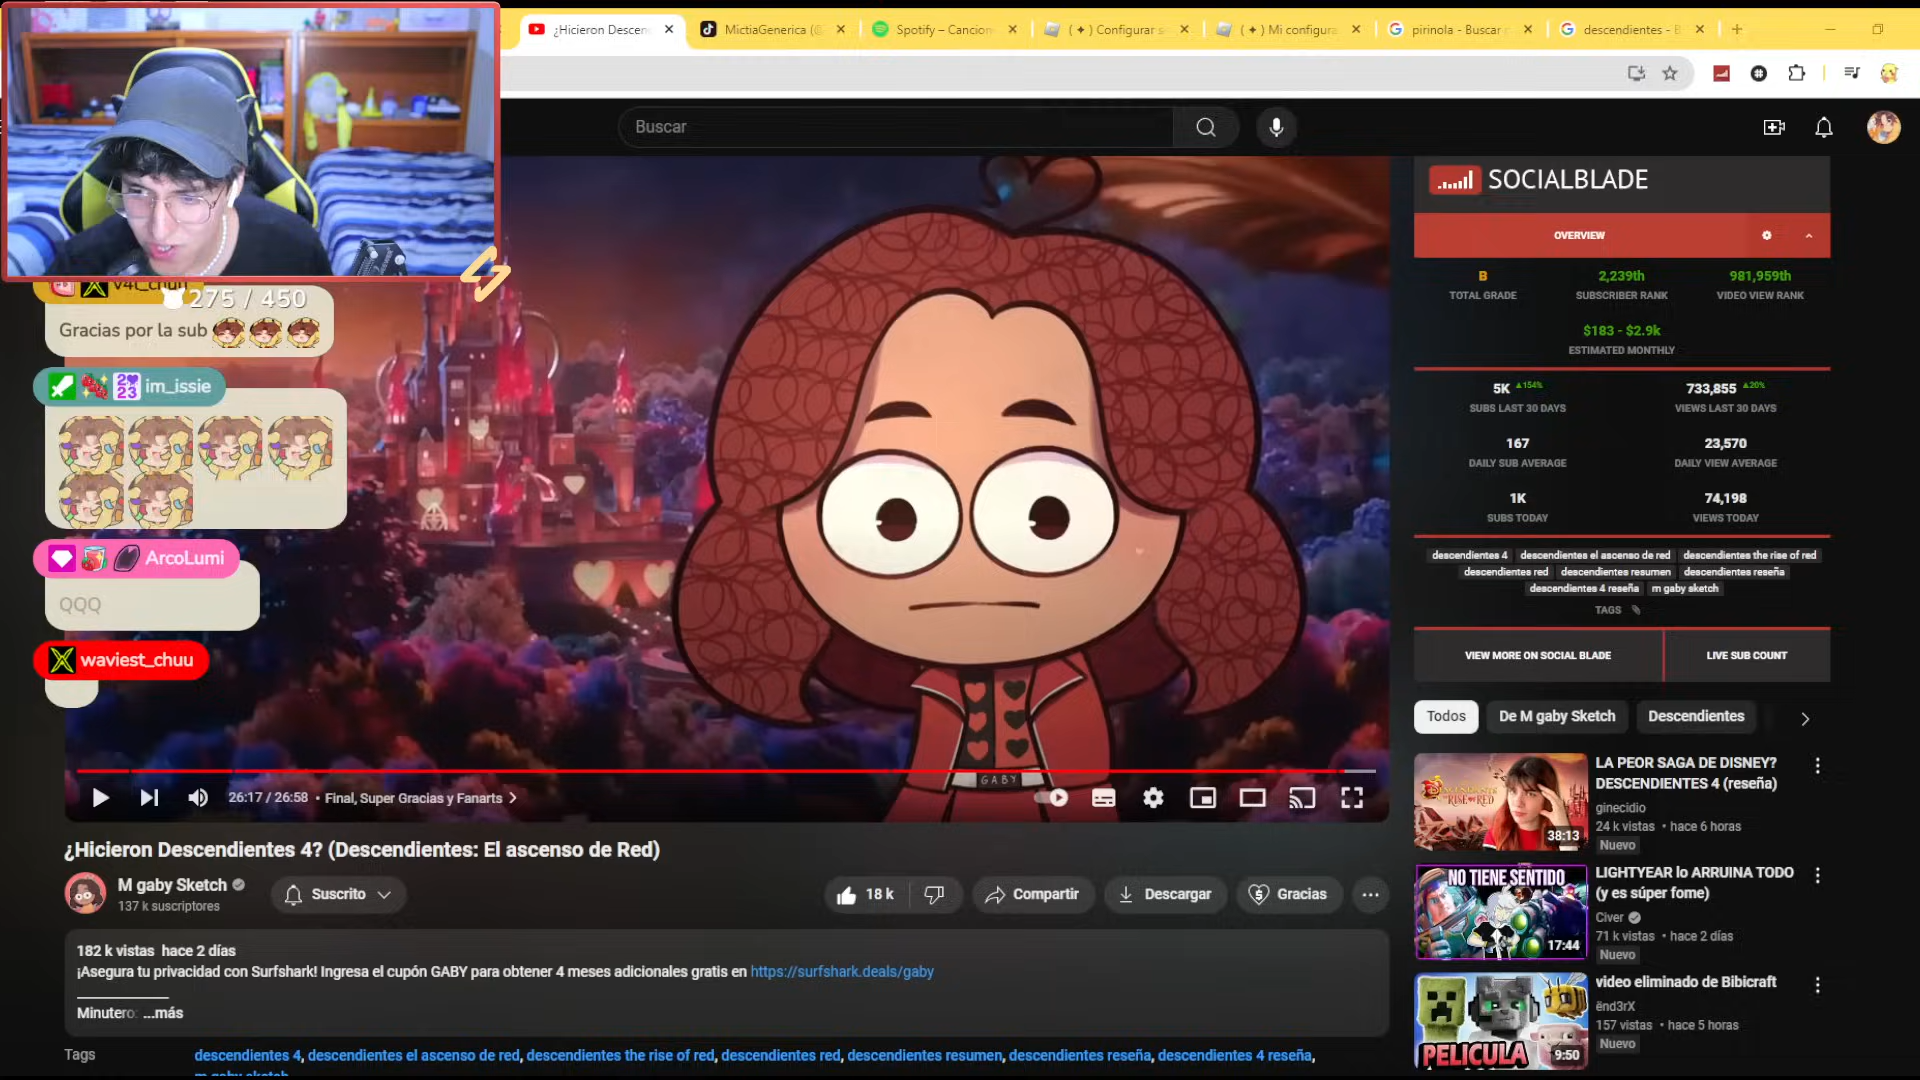 ¿Hicieron Descen
MictiaGenerica (@
Spotify – Cancion
( ✦ ) Configurar s
( ✦ ) Mi configura
pirinola - Buscar
descendientes - B
Buscar
SOCIALBLADE
OVERVIEW
B
2,239th
981,959th
TOTAL GRADE
SUBSCRIBER RANK
VIDEO VIEW RANK
$183 - $2.9k
ESTIMATED MONTHLY
5K ▲154%
733,855 ▲20%
SUBS LAST 30 DAYS
VIEWS LAST 30 DAYS
167
23,570
DAILY SUB AVERAGE
DAILY VIEW AVERAGE
1K
74,198
SUBS TODAY
VIEWS TODAY
descendientes 4 descendientes el ascenso de red descendientes the rise of red
descendientes red descendientes resumen descendientes reseña
descendientes 4 reseña m gaby sketch
TAGS
VIEW MORE ON SOCIAL BLADE
LIVE SUB COUNT
275 / 450
Gracias por la sub
im_issie
ArcoLumi
QQQ
waviest_chuu
GABY
26:17 / 26:58 • Final, Super Gracias y Fanarts
¿Hicieron Descendientes 4? (Descendientes: El ascenso de Red)
M gaby Sketch
137 k suscriptores
Suscrito
18 k
Compartir
Descargar
Gracias
182 k vistas hace 2 días
¡Asegura tu privacidad con Surfshark! Ingresa el cupón GABY para obtener 4 meses adicionales gratis en https://surfshark.deals/gaby
Minutero: ...más
Tags
descendientes 4, descendientes el ascenso de red, descendientes the rise of red, descendientes red, descendientes resumen, descendientes reseña, descendientes 4 reseña,
m gaby sketch
Todos
De M gaby Sketch
Descendientes
LA PEOR SAGA DE DISNEY?
DESCENDIENTES 4 (reseña)
ginecidio
24 k vistas • hace 6 horas
Nuevo
38:13
NO TIENE SENTIDO
17:44
LIGHTYEAR lo ARRUINA TODO
(y es súper fome)
Civer
71 k vistas • hace 2 días
Nuevo
PELICULA
9:50
video eliminado de Bibicraft
ënd3rX
157 vistas • hace 5 horas
Nuevo